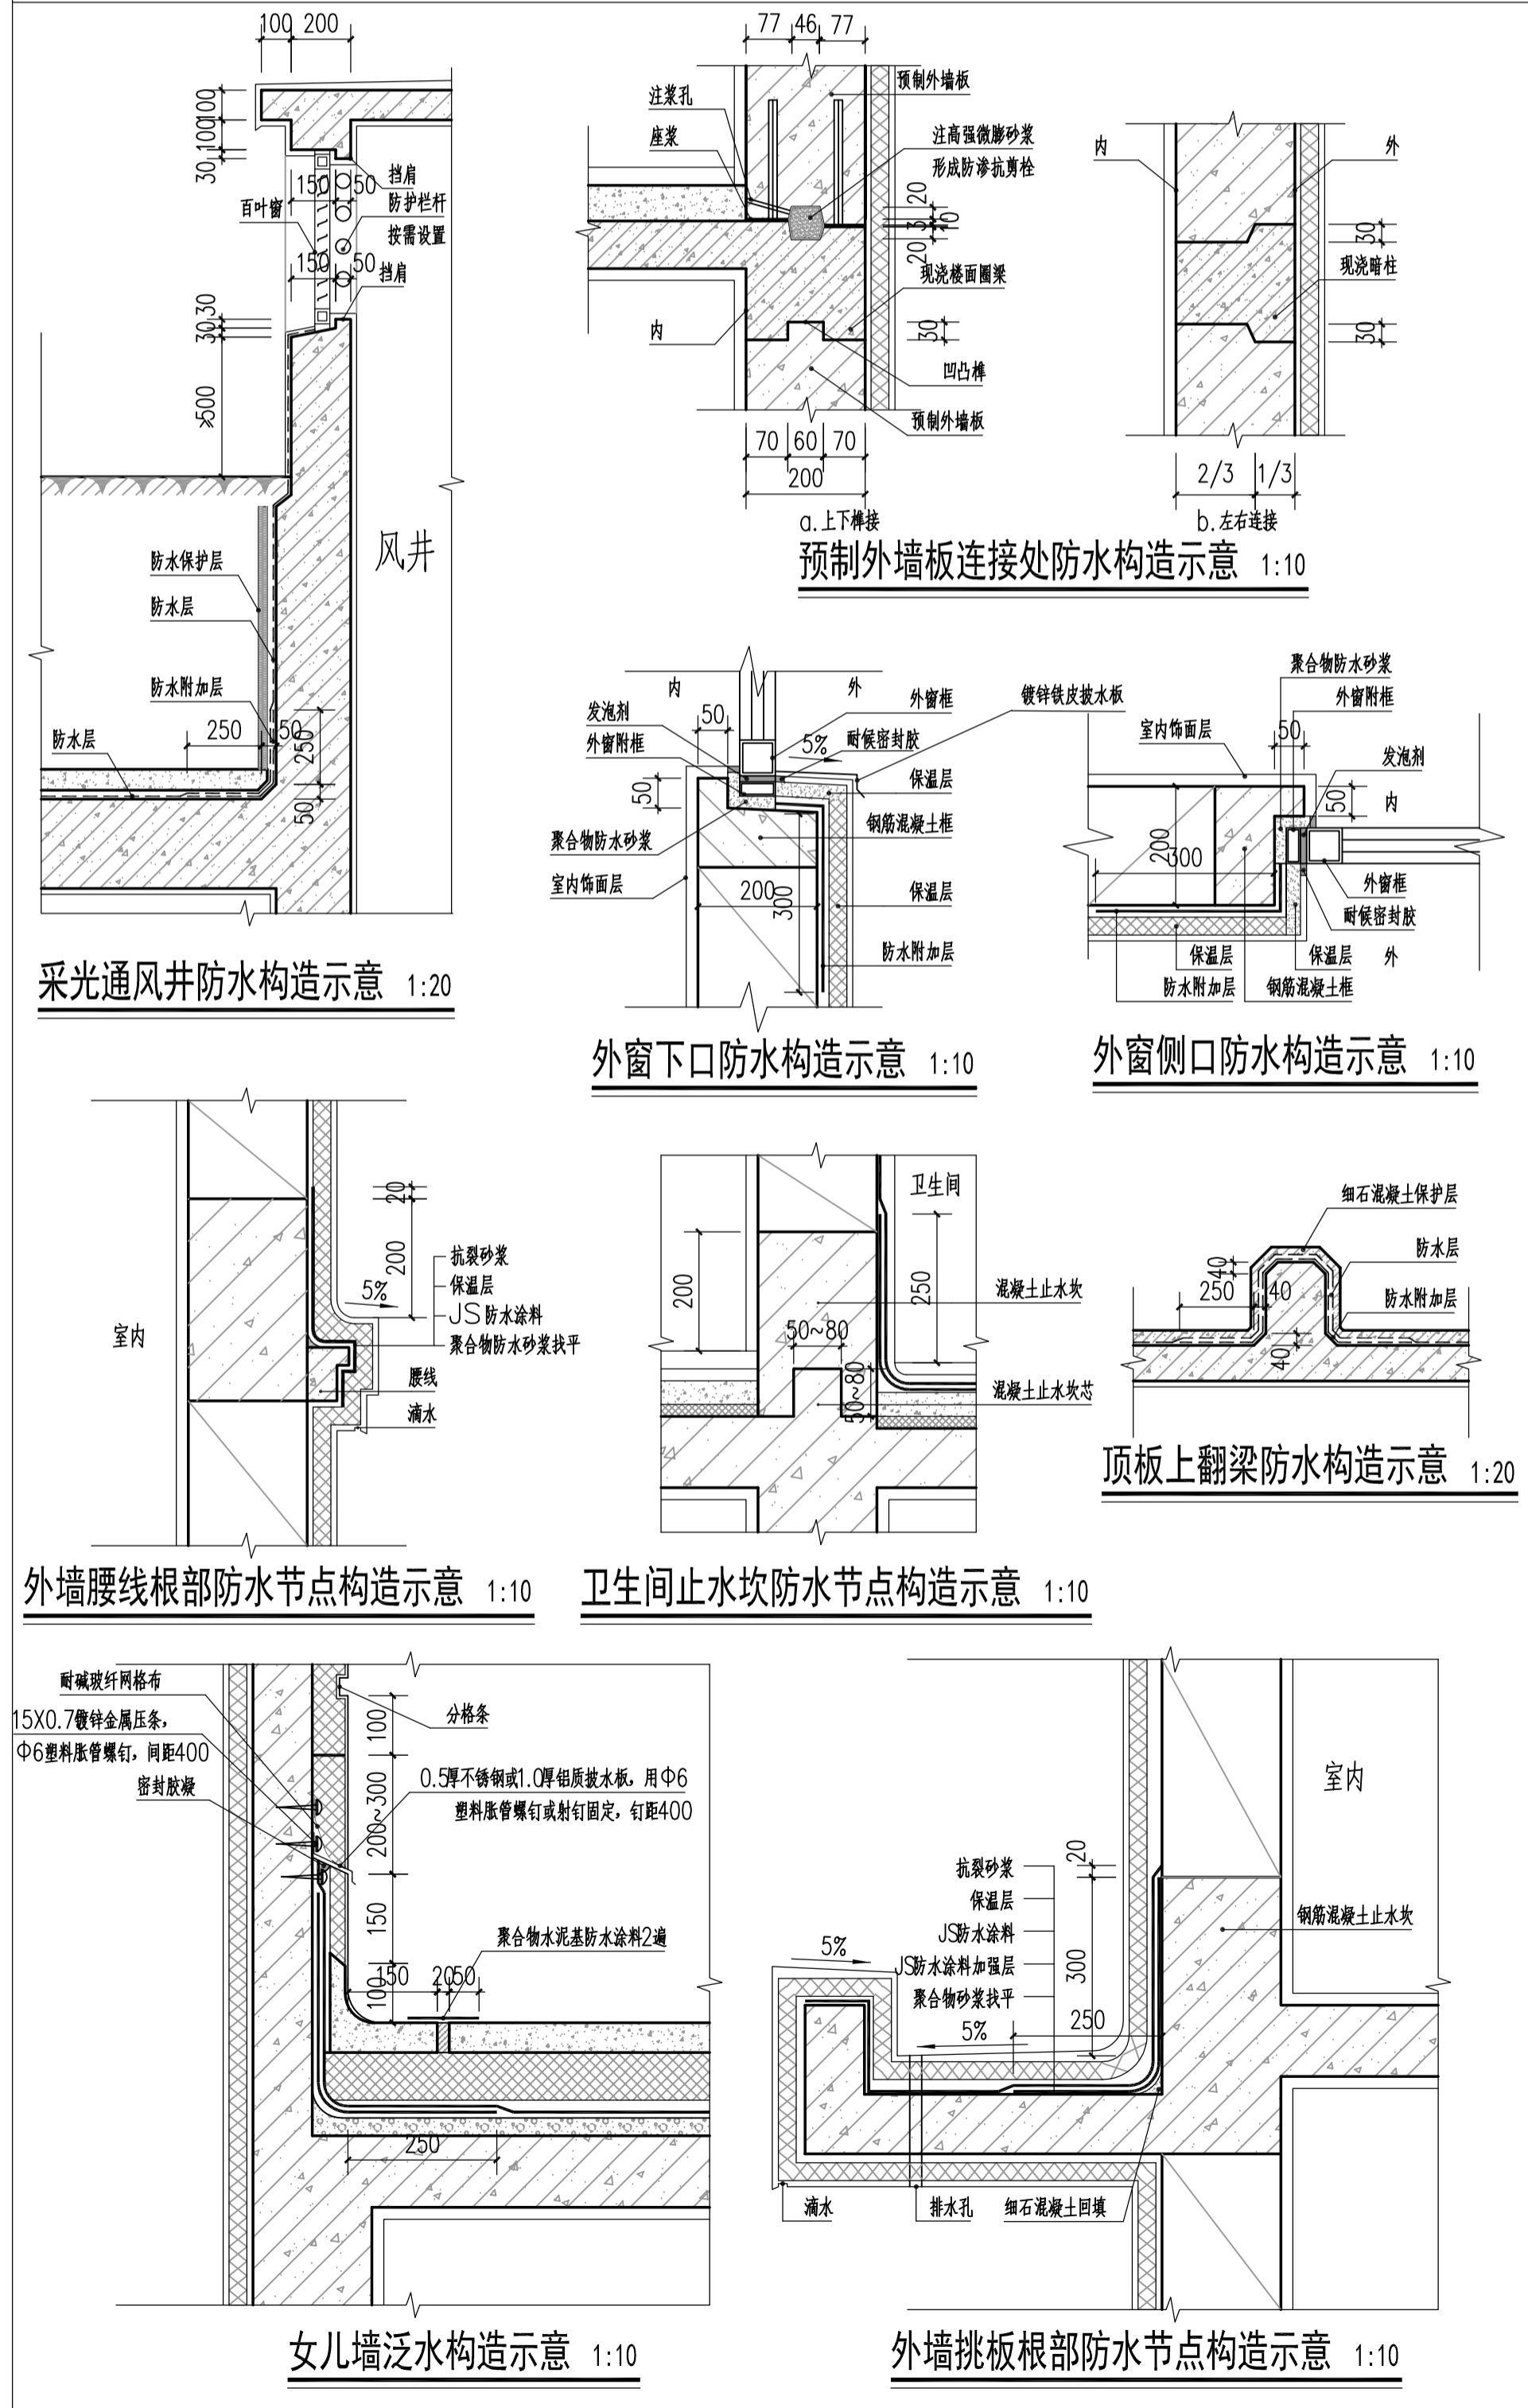 100 200
100
100
30
150 50
挡肩
百叶窗
防护栏杆
按需设置
150 50
挡肩
30
30
≥500
风井
防水保护层
防水层
防水附加层
防水层
250
50
250
50
采光通风井防水构造示意 1:20
77 46 77
注浆孔
座浆
预制外墙板
注高强微膨砂浆
形成防渗抗剪栓
20
3
10
20
现浇楼面圈梁
内
30
凹凸榫
预制外墙板
70 60 70
200
a.上下榫接
内
外
30
现浇暗柱
30
2/3 1/3
b.左右连接
预制外墙板连接处防水构造示意 1:10
内
外
发泡剂
外窗附框
50
外窗框
5%
耐候密封胶
镀锌铁皮披水板
保温层
50
聚合物防水砂浆
钢筋混凝土框
室内饰面层
200
300
保温层
防水附加层
外窗下口防水构造示意 1:10
聚合物防水砂浆
外窗附框
室内饰面层
50
发泡剂
50
内
200
300
外窗框
耐候密封胶
保温层
保温层
外
防水附加层
钢筋混凝土框
外窗侧口防水构造示意 1:10
20
200
5%
室内
抗裂砂浆
保温层
JS防水涂料
聚合物防水砂浆找平
腰线
滴水
外墙腰线根部防水节点构造示意 1:10
卫生间
200
250
混凝土止水坎
50~80
50~80
混凝土止水坎芯
卫生间止水坎防水节点构造示意 1:10
细石混凝土保护层
防水层
防水附加层
40
250 40
40
顶板上翻梁防水构造示意 1:20
耐碱玻纤网格布
15X0.7镀锌金属压条,
Φ6塑料胀管螺钉, 间距400
密封胶凝
分格条
100
200~300
0.5厚不锈钢或1.0厚铝质披水板, 用Φ6
塑料胀管螺钉或射钉固定, 钉距400
150
聚合物水泥基防水涂料2遍
100
150 20 50
250
女儿墙泛水构造示意 1:10
室内
20
300
抗裂砂浆
保温层
JS防水涂料
JS防水涂料加强层
聚合物砂浆找平
钢筋混凝土止水坎
5%
5%
250
滴水
排水孔
细石混凝土回填
外墙挑板根部防水节点构造示意 1:10